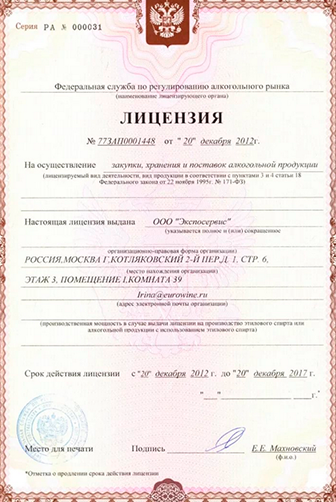 Серия РА № 000031
Федеральная служба по регулированию алкогольного рынка
(наименование лицензирующего органа)
ЛИЦЕНЗИЯ
№ 77ЗАП0001448 от "20" декабря 2012г.
На осуществление закупки, хранения и поставок алкогольной продукции
(лицензируемый вид деятельности, вид продукции в соответствии с пунктами 3 и 4 статьи 18
Федерального закона от 22 ноября 1995г. № 171-ФЗ)
Настоящая лицензия выдана ООО "Экпосервис"
(указывается полное и (или) сокращенное
организационно-правовая форма организации)
РОССИЯ,МОСКВА Г,КОТЛЯКОВСКИЙ 2-Й ПЕР,Д. 1, СТР. 6,
(место нахождения организации)
ЭТАЖ 3, ПОМЕЩЕНИЕ I,КОМНАТА 39
Irina@eurowine.ru
(адрес электронной почты организации)
(производственная мощность в случае выдачи лицензии на производство этилового спирта или
алкогольной продукции с использованием этилового спирта)
Срок действия лицензии с "20" декабря 2012 г. до "20" декабря 2017 г.
"___" ____________ г.*
Место для печати Подпись Е.Е. Махновский
(ф.и.о.)
*Отметка о продлении срока действия лицензии